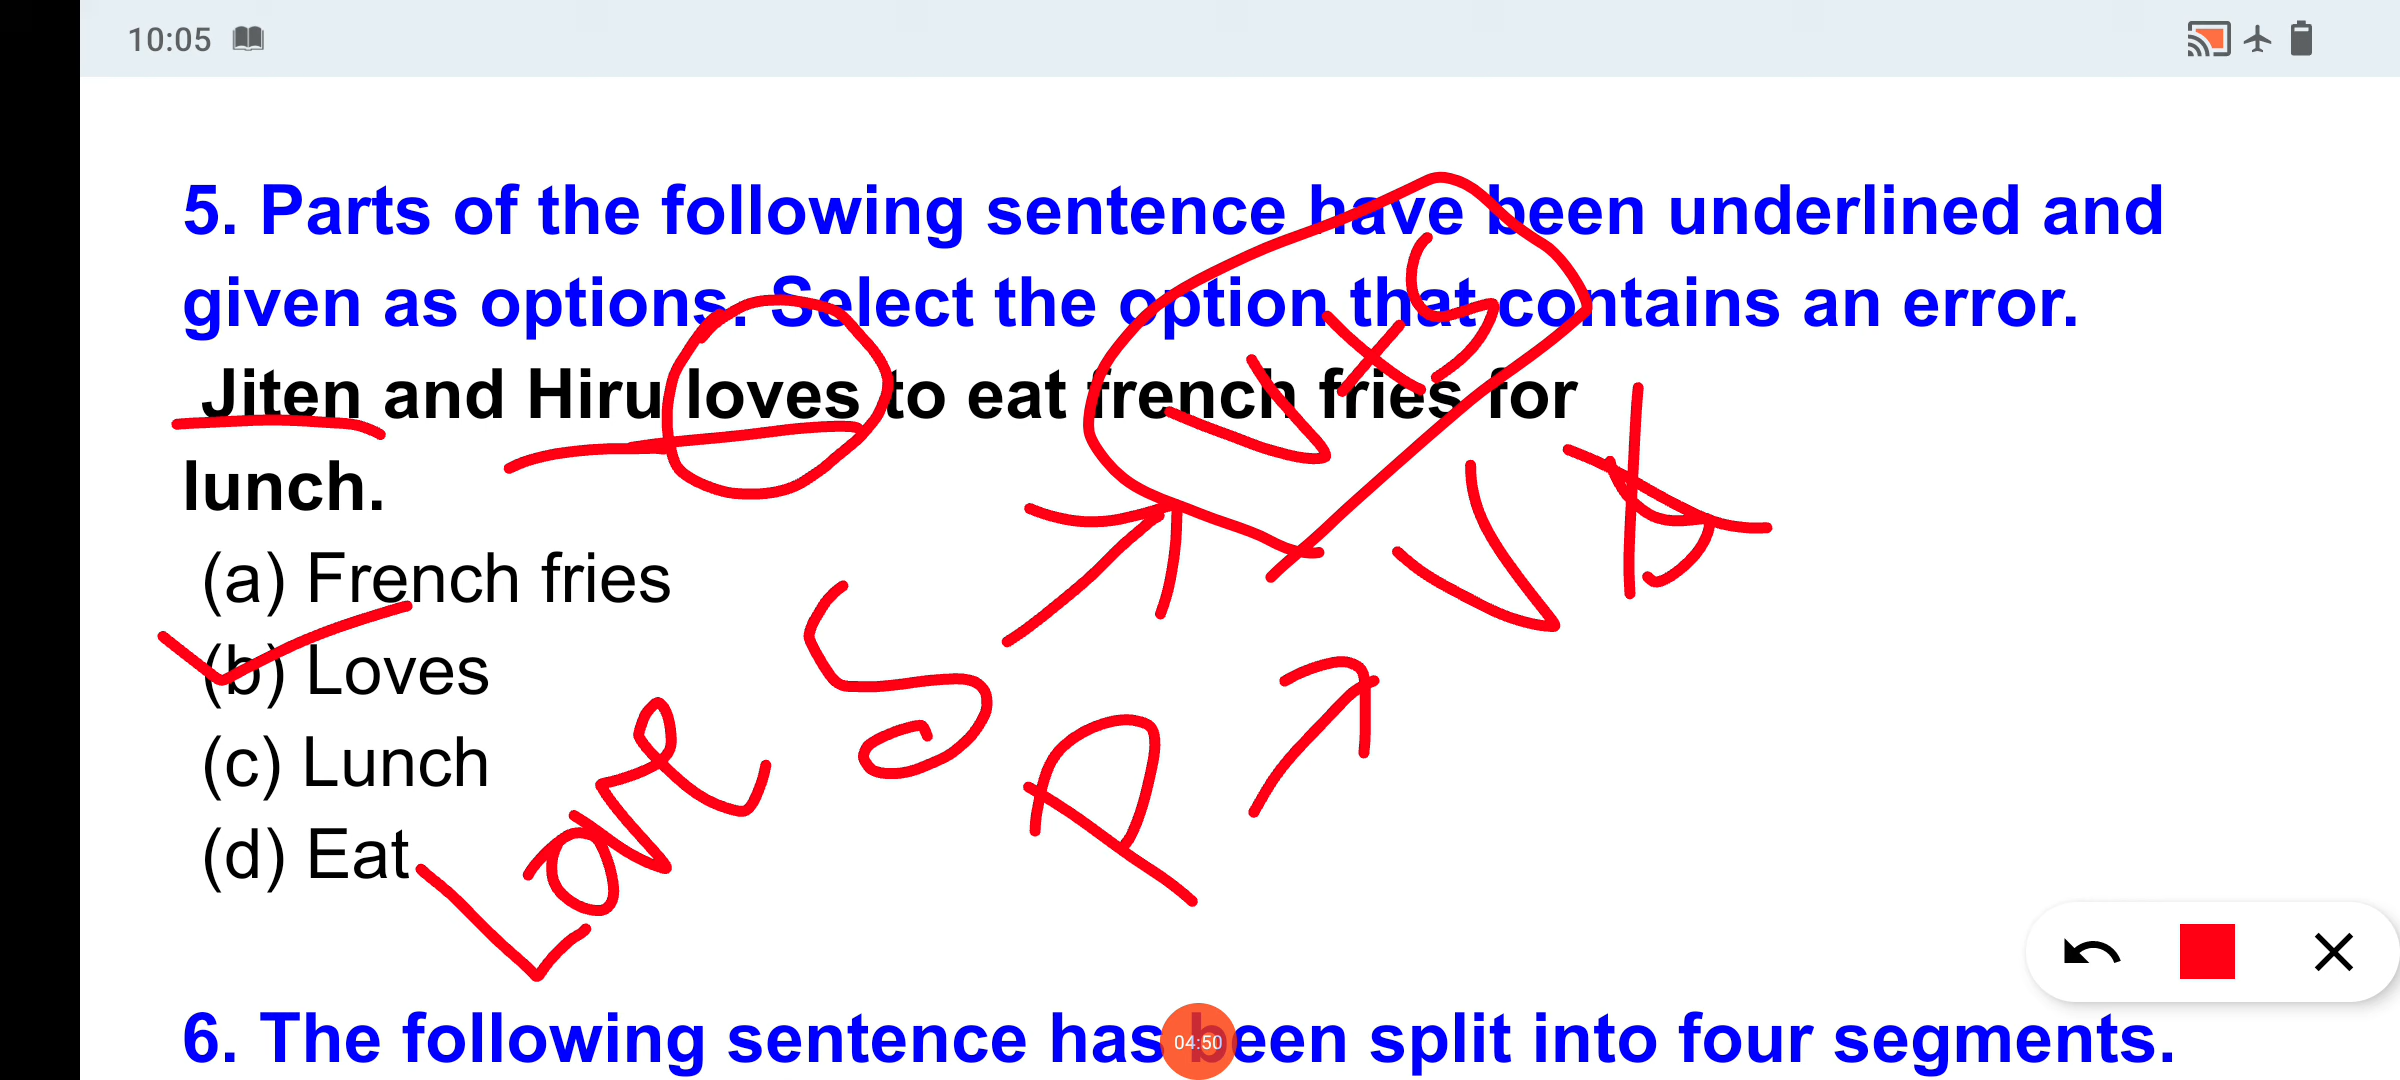 10:05
5. Parts of the following sentence have been underlined and
given as options. Select the option that contains an error.
Jiten and Hiru loves to eat french fries for
lunch.
(a) French fries
(b) Loves
(c) Lunch
(d) Eat
Love
S
V+S
P
V
6. The following sentence has been split into four segments.
04:50